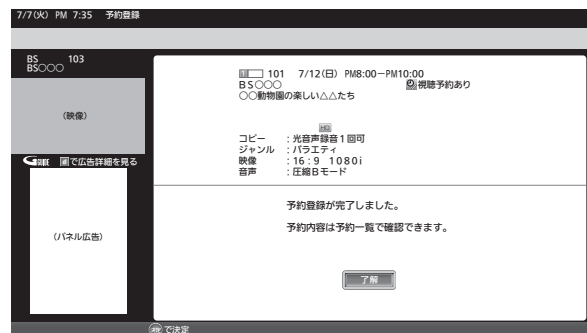 7/7(火) PM 7:35 予約登録
BS 103
BS○○○
(映像)
GGUIDE で広告詳細を見る
(パネル広告)
101 7/12(日) PM8:00-PM10:00
BS○○○ 視聴予約あり
○○動物園の楽しい△△たち
HD
コピー :光音声録音1回可
ジャンル :バラエティ
映像 :16:9 1080i
音声 :圧縮Bモード
予約登録が完了しました。
予約内容は予約一覧で確認できます。
了解
決定で決定